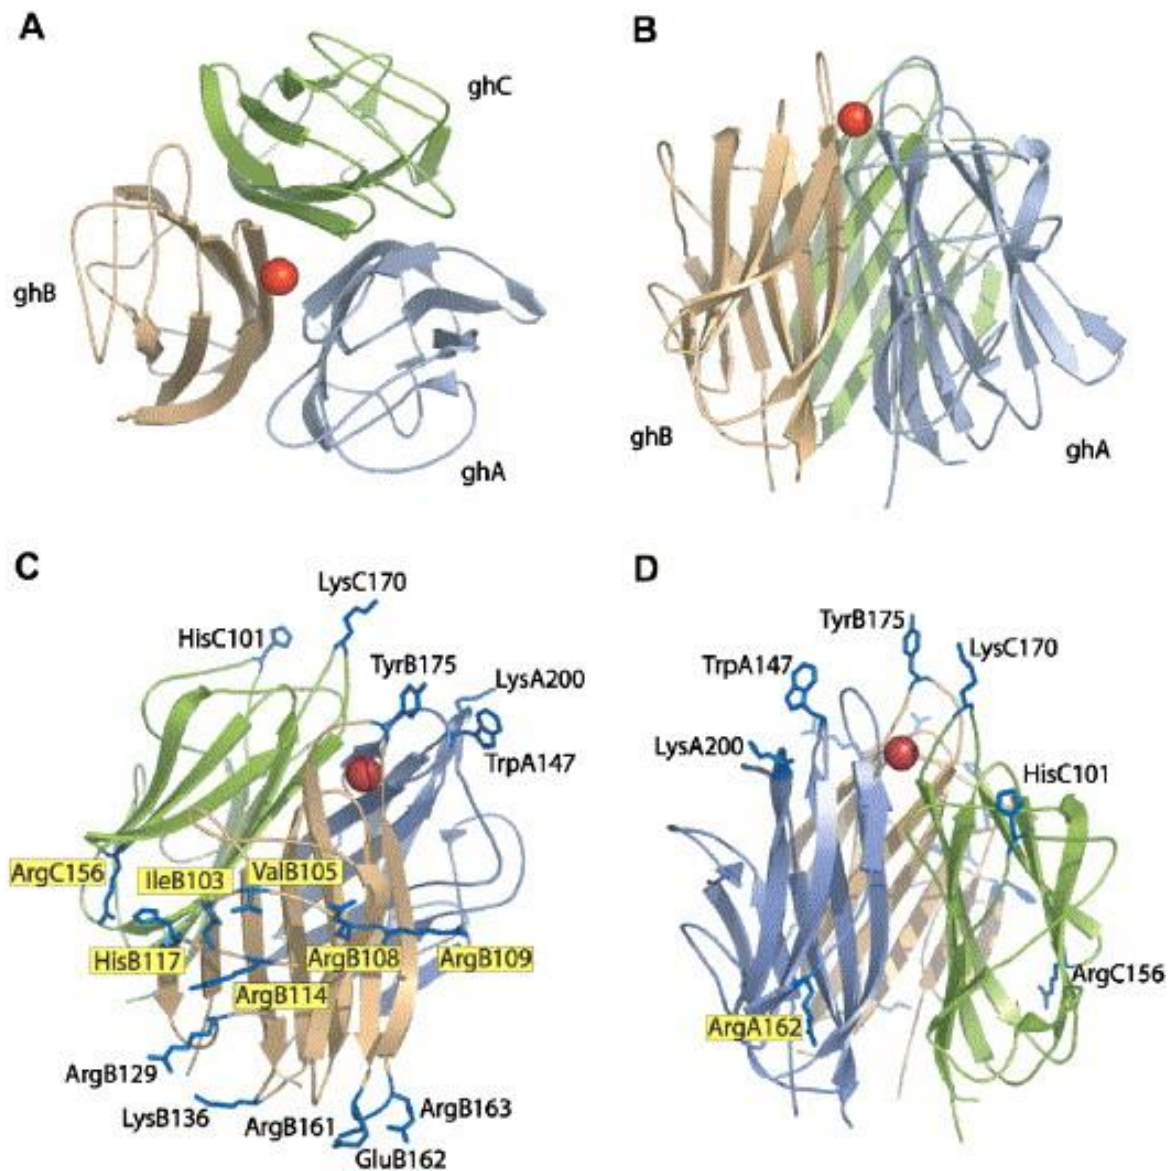 A
B
ghC
ghB
ghA
ghB
ghA
C
D
LysC170
HisC101
TyrB175
LysA200
TrpA147
ArgC156
IleB103
ValB105
HisB117
ArgB108
ArgB109
ArgB114
ArgB129
LysB136
ArgB161
ArgB163
GluB162
TyrB175
TrpA147
LysC170
LysA200
HisC101
ArgC156
ArgA162